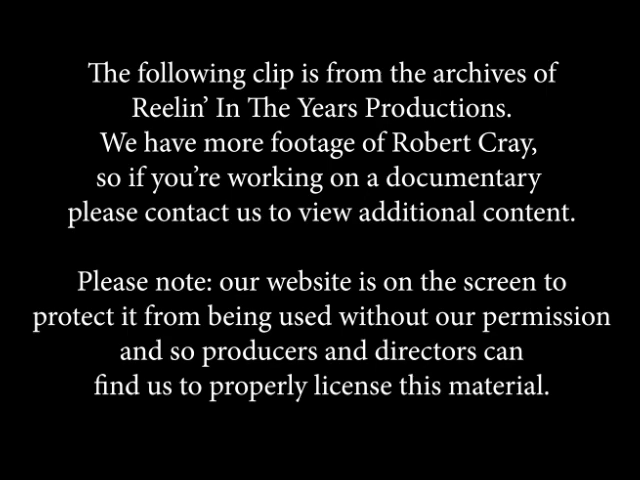 The following clip is from the archives of
Reelin’ In The Years Productions.
We have more footage of Robert Cray,
so if you’re working on a documentary
please contact us to view additional content.
Please note: our website is on the screen to
protect it from being used without our permission
and so producers and directors can
find us to properly license this material.